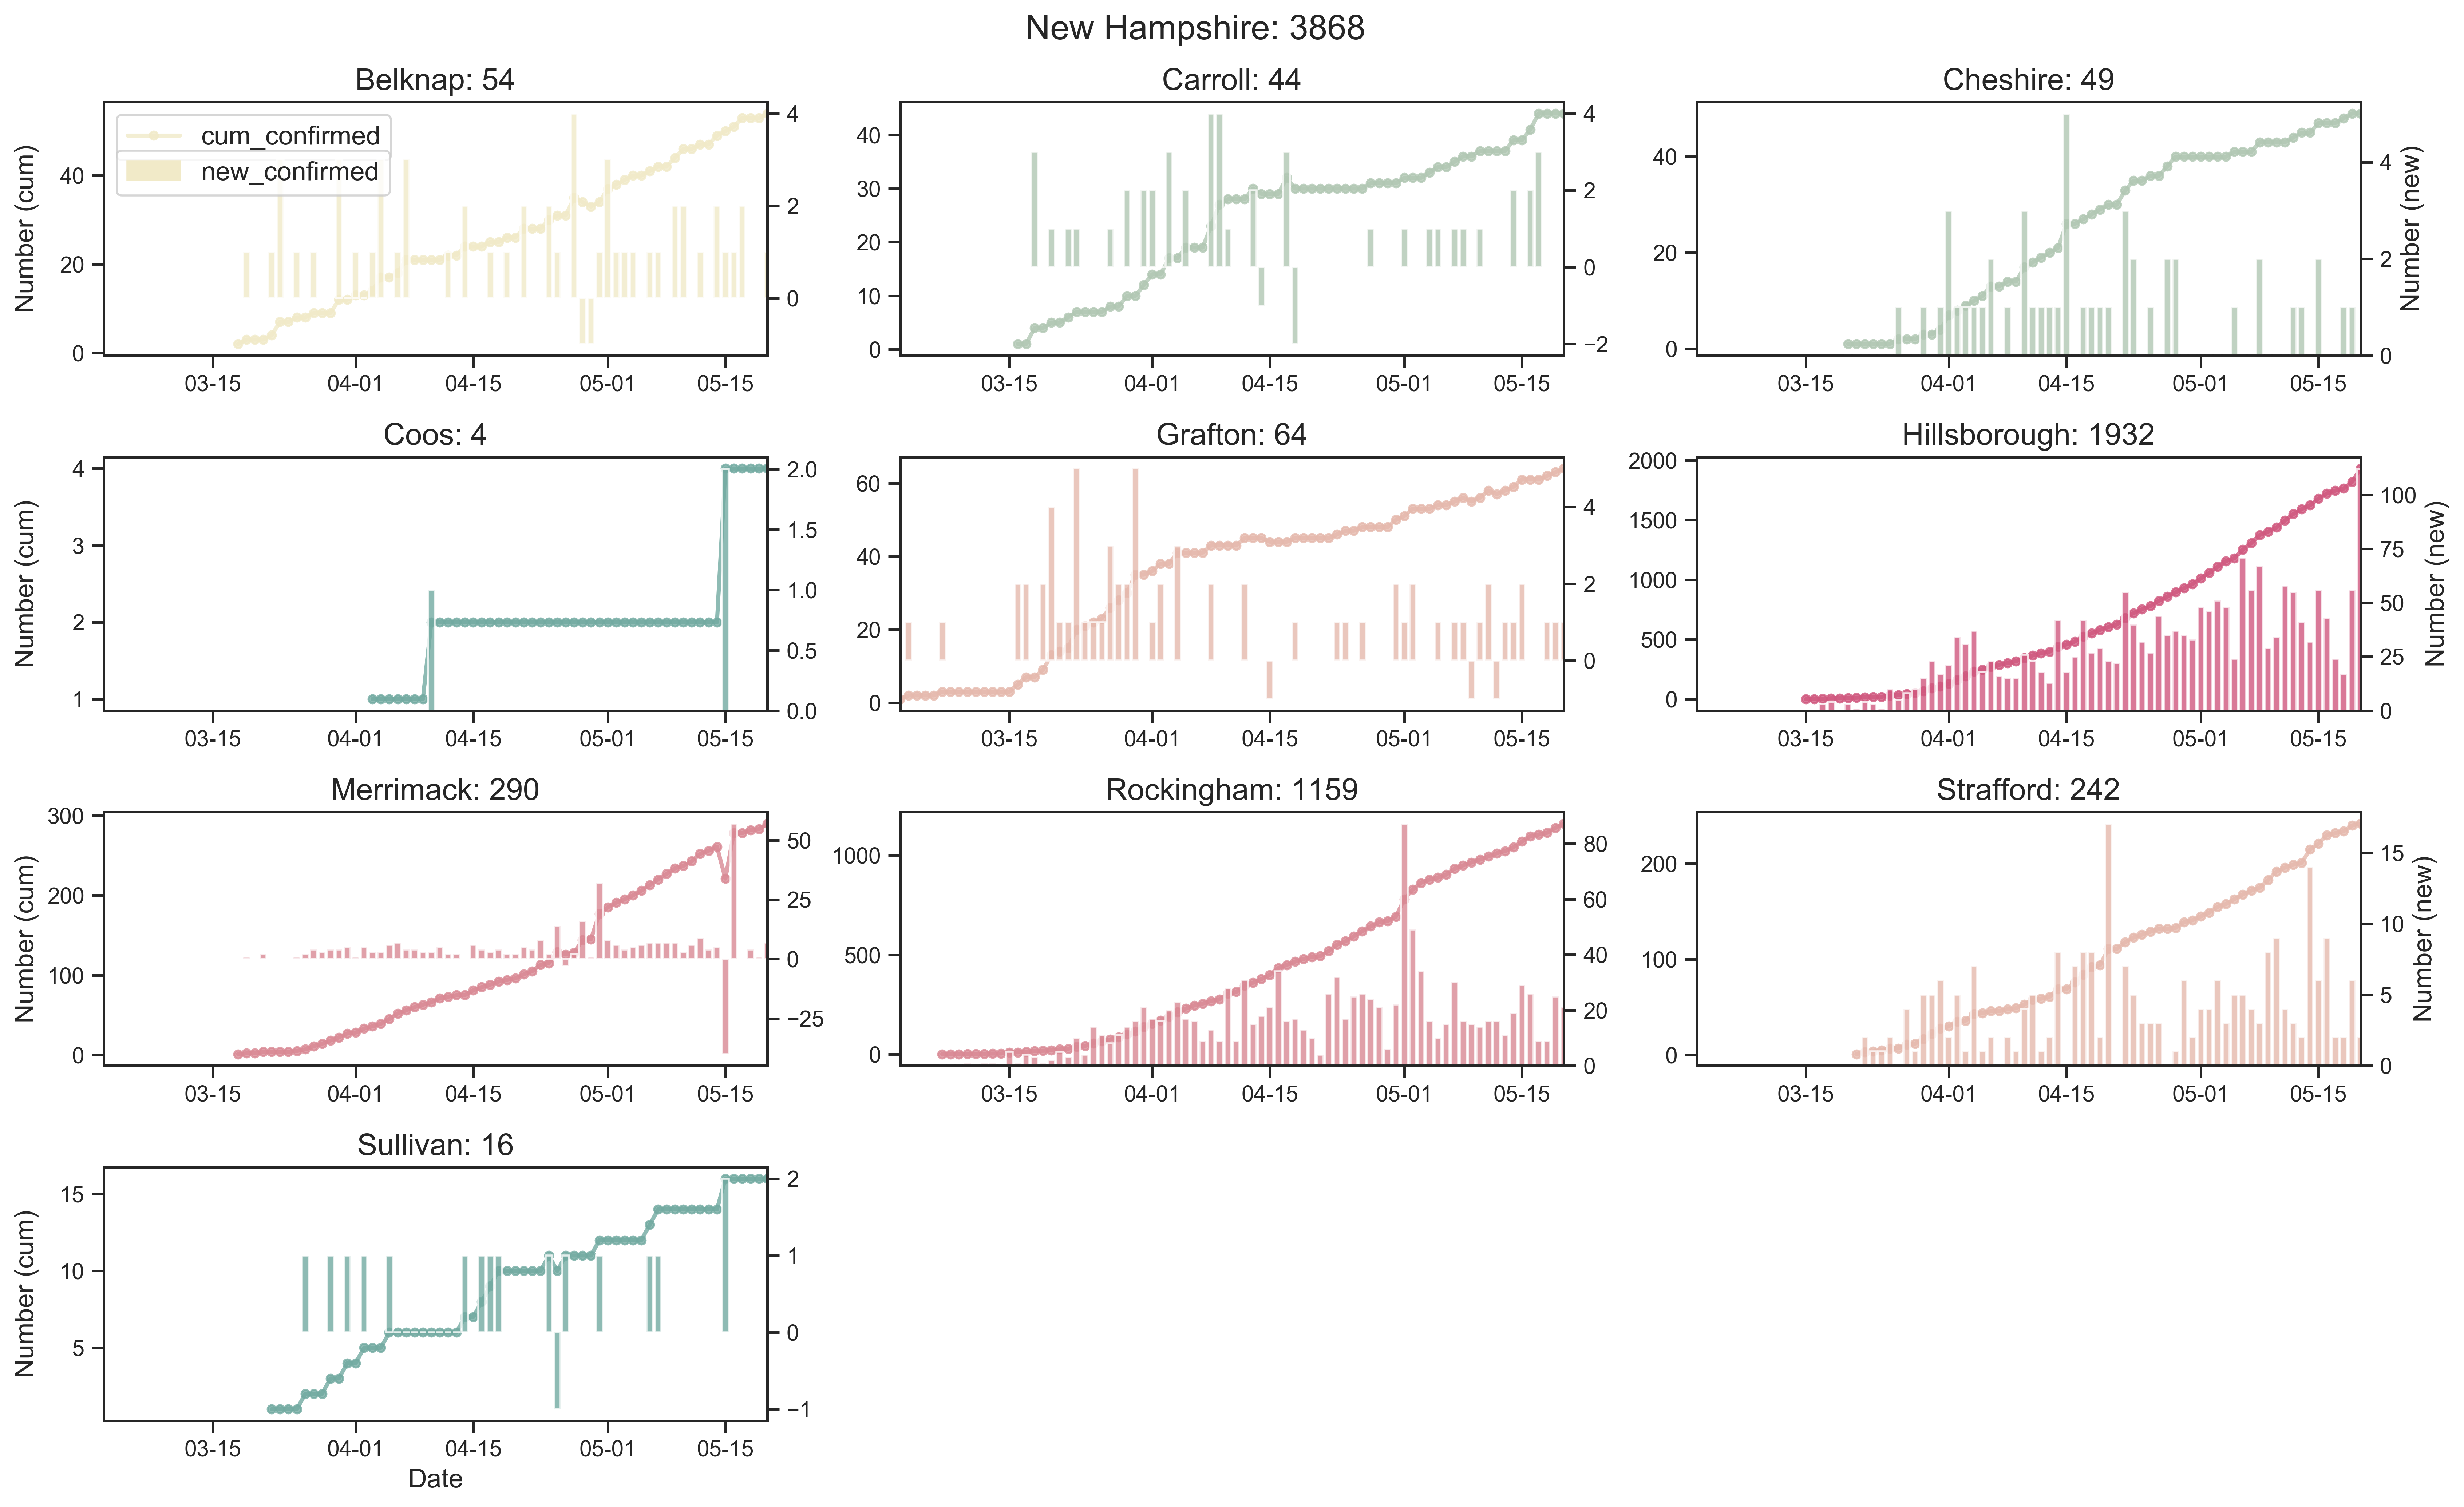 New Hampshire: 3868
Belknap: 54
Number (cum)
0
20
40
cum_confirmed
new_confirmed
4
2
0
03-15 04-01 04-15 05-01 05-15
Carroll: 44
0
10
20
30
40
4
2
0
−2
03-15 04-01 04-15 05-01 05-15
Cheshire: 49
0
20
40
4
2
0
Number (new)
03-15 04-01 04-15 05-01 05-15
Coos: 4
Number (cum)
4
3
2
1
2.0
1.5
1.0
0.5
0.0
03-15 04-01 04-15 05-01 05-15
Grafton: 64
60
40
20
0
4
2
0
03-15 04-01 04-15 05-01 05-15
Hillsborough: 1932
2000
1500
1000
500
0
100
75
50
25
0
Number (new)
03-15 04-01 04-15 05-01 05-15
Merrimack: 290
Number (cum)
300
200
100
0
50
25
0
−25
03-15 04-01 04-15 05-01 05-15
Rockingham: 1159
1000
500
0
80
60
40
20
0
03-15 04-01 04-15 05-01 05-15
Strafford: 242
200
100
0
15
10
5
0
Number (new)
03-15 04-01 04-15 05-01 05-15
Sullivan: 16
Number (cum)
15
10
5
2
1
0
−1
03-15 04-01 04-15 05-01 05-15
Date